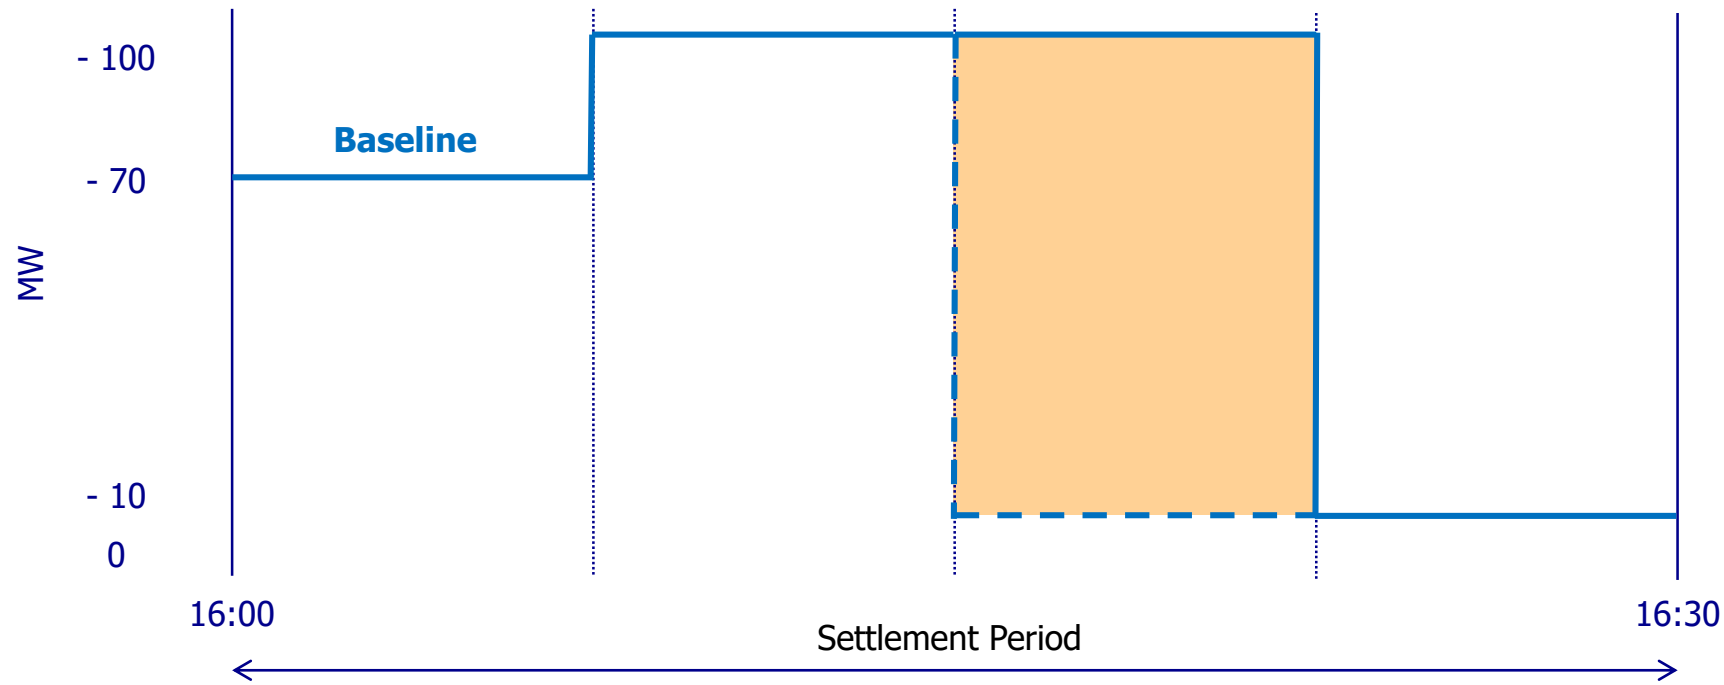 - 100
Baseline
- 70
MW
- 10
0
16:00
16:30
Settlement Period